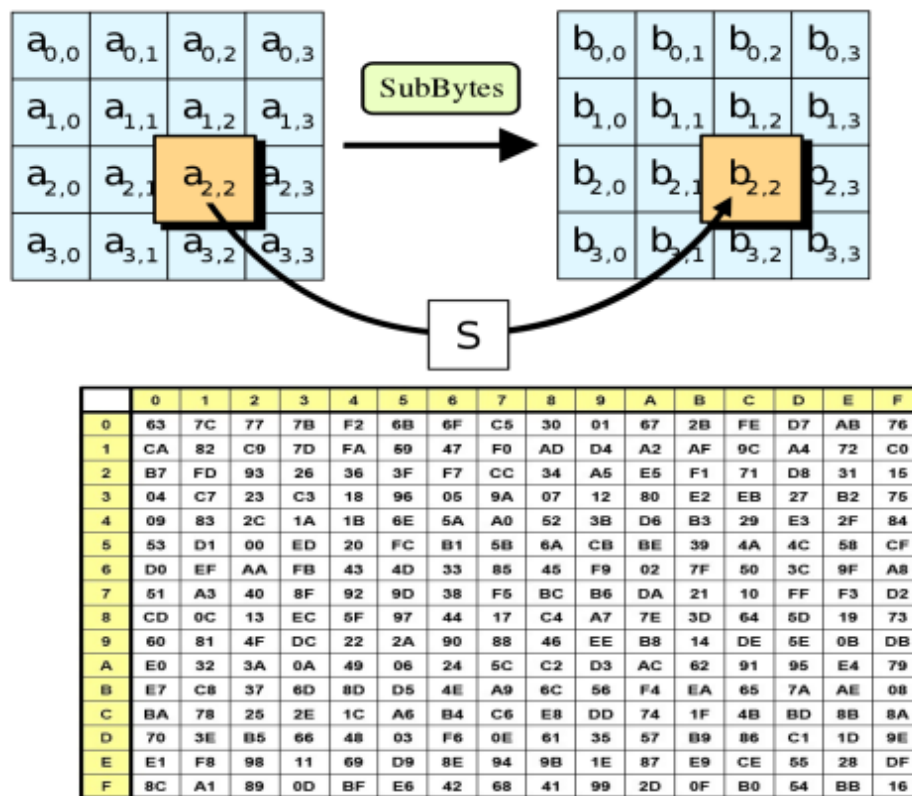 a0,0 a0,1 a0,2 a0,3 b0,0 b0,1 b0,2 b0,3
SubBytes
a1,0 a1,1 a1,2 a1,3 b1,0 b1,1 b1,2 b1,3
a2,0 a2,1 a2,2 a2,3 b2,0 b2,1 b2,2 b2,3
a3,0 a3,1 a3,2 a3,3 b3,0 b3,1 b3,2 b3,3
S
0 1 2 3 4 5 6 7 8 9 A B C D E F
0 63 7C 77 7B F2 6B 6F C5 30 01 67 2B FE D7 AB 76
1 CA 82 C9 7D FA 59 47 F0 AD D4 A2 AF 9C A4 72 C0
2 B7 FD 93 26 36 3F F7 CC 34 A5 E5 F1 71 D8 31 15
3 04 C7 23 C3 18 96 05 9A 07 12 80 E2 EB 27 B2 75
4 09 83 2C 1A 1B 6E 5A A0 52 3B D6 B3 29 E3 2F 84
5 53 D1 00 ED 20 FC B1 5B 6A CB BE 39 4A 4C 58 CF
6 D0 EF AA FB 43 4D 33 85 45 F9 02 7F 50 3C 9F A8
7 51 A3 40 8F 92 9D 38 F5 BC B6 DA 21 10 FF F3 D2
8 CD 0C 13 EC 5F 97 44 17 C4 A7 7E 3D 64 5D 19 73
9 60 81 4F DC 22 2A 90 88 46 EE B8 14 DE 5E 0B DB
A E0 32 3A 0A 49 06 24 5C C2 D3 AC 62 91 95 E4 79
B E7 C8 37 6D 8D D5 4E A9 6C 56 F4 EA 65 7A AE 08
C BA 78 25 2E 1C A6 B4 C6 E8 DD 74 1F 4B BD 8B 8A
D 70 3E B5 66 48 03 F6 0E 61 35 57 B9 86 C1 1D 9E
E E1 F8 98 11 69 D9 8E 94 9B 1E 87 E9 CE 55 28 DF
F 8C A1 89 0D BF E6 42 68 41 99 2D 0F B0 54 BB 16